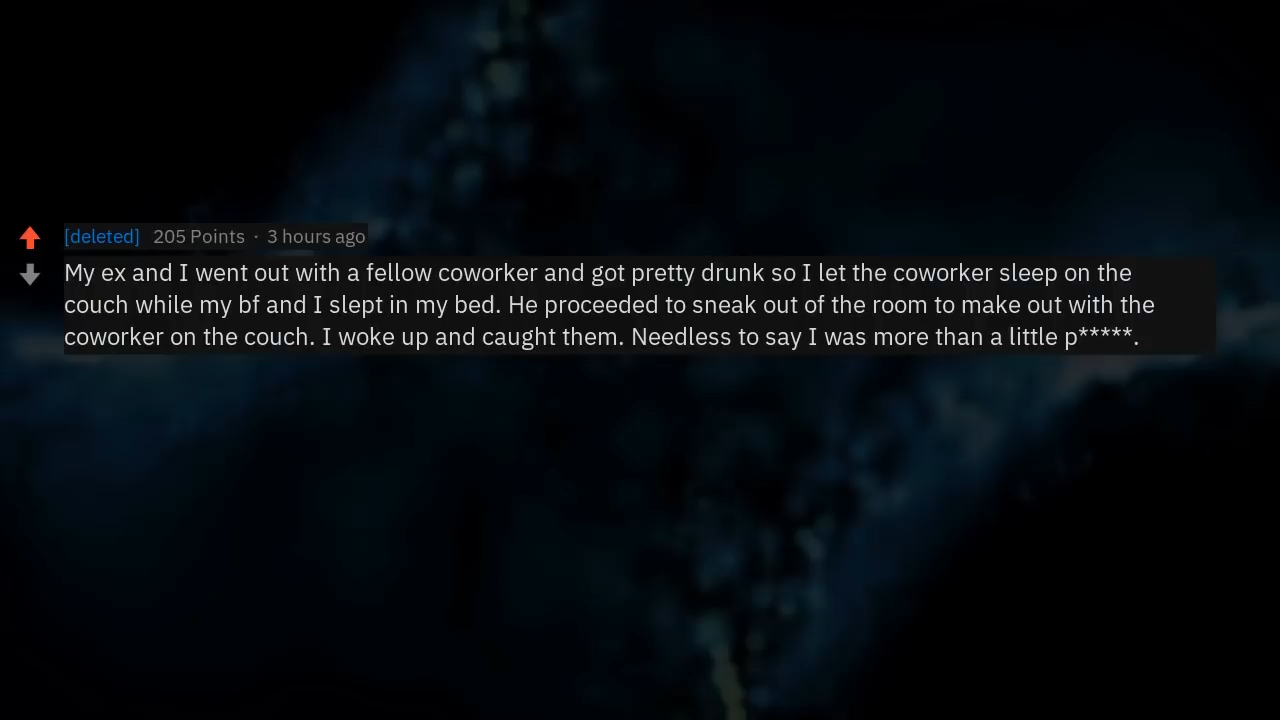 [deleted] 205 Points · 3 hours ago
My ex and I went out with a fellow coworker and got pretty drunk so I let the coworker sleep on the
couch while my bf and I slept in my bed. He proceeded to sneak out of the room to make out with the
coworker on the couch. I woke up and caught them. Needless to say I was more than a little p*****.